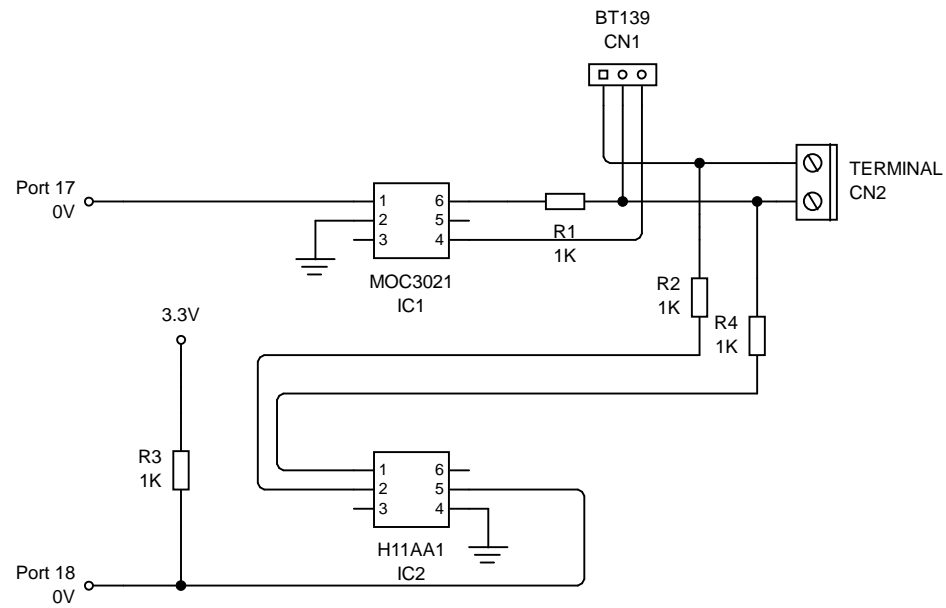 BT139
CN1
TERMINAL
CN2
Port 17
0V
1
2
3
6
5
4
MOC3021
IC1
R1
1K
R2
1K
R4
1K
3.3V
R3
1K
1
2
3
6
5
4
H11AA1
IC2
Port 18
0V